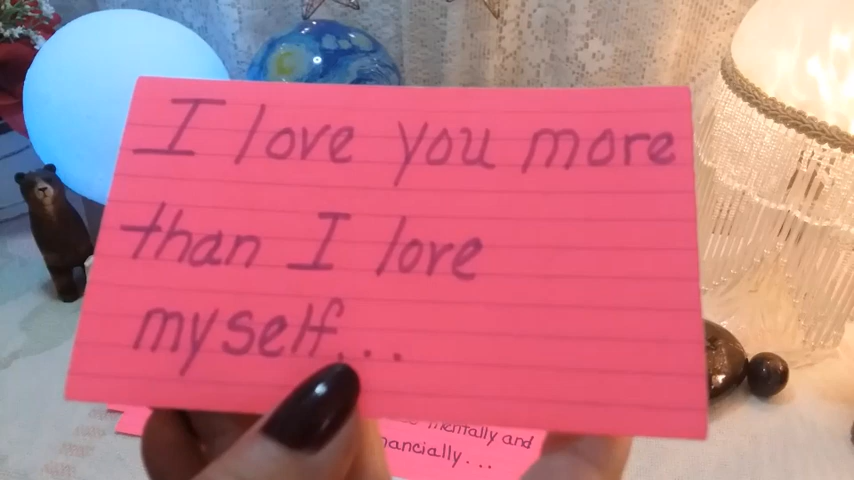 I love you more
than I love
myself...
mentally and
nancially...